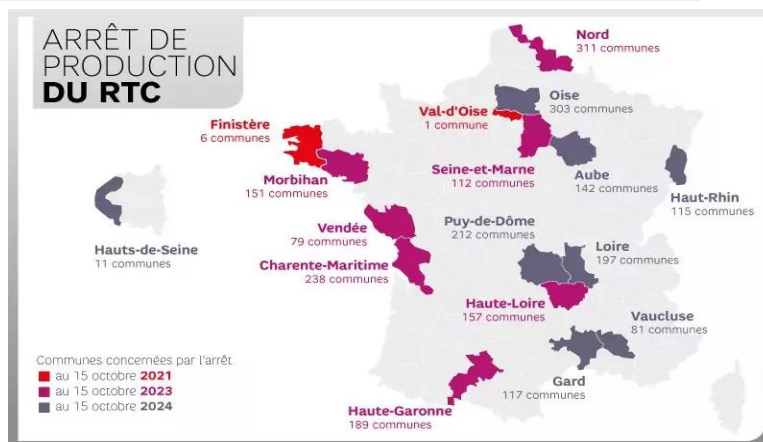 ARRÊT DE
PRODUCTION
DU RTC
Nord
311 communes
Oise
303 communes
Val-d'Oise
1 commune
Finistère
6 communes
Seine-et-Marne
112 communes
Aube
142 communes
Haut-Rhin
115 communes
Morbihan
151 communes
Hauts-de-Seine
11 communes
Vendée
79 communes
Puy-de-Dôme
212 communes
Loire
197 communes
Charente-Maritime
238 communes
Haute-Loire
157 communes
Vaucluse
81 communes
Gard
117 communes
Haute-Garonne
189 communes
Communes concernées par l'arrêt
au 15 octobre 2021
au 15 octobre 2023
au 15 octobre 2024